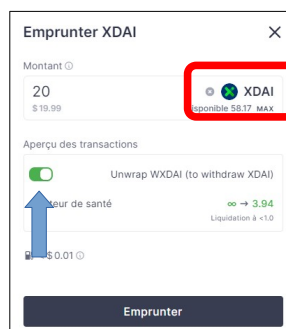 Emprunter XDAI
Montant
20
XDAI
$19.99
disponible 58.17 MAX
Aperçu des transactions
Unwrap WXDAI (to withdraw XDAI)
teur de santé
∞ → 3.94
Liquidation à <1.0
$0.01
Emprunter